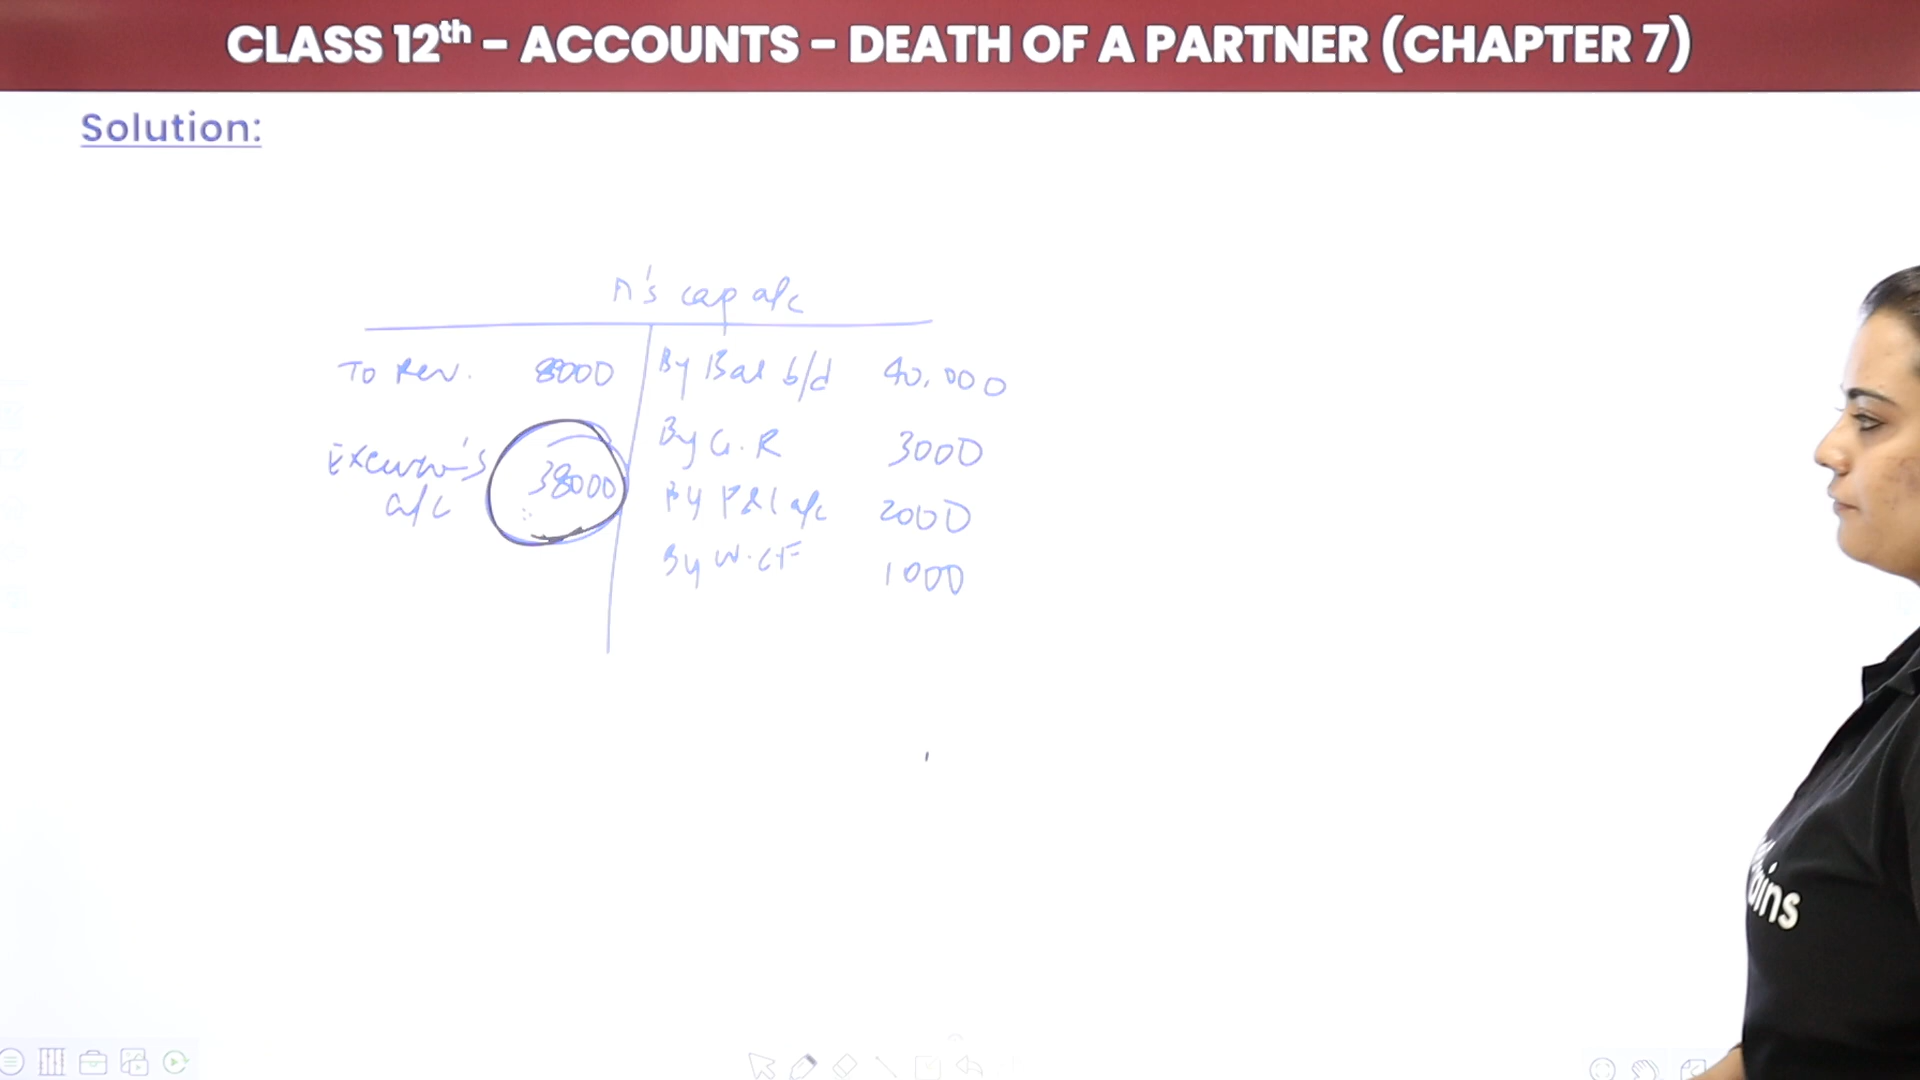 CLASS 12th - ACCOUNTS - DEATH OF A PARTNER (CHAPTER 7)
Solution:
A's cap a/c
To Rev. 8000 By Bal b/d 40,000
By G.R 3000
Executor's 38000
a/c
By P&L a/c 2000
By W.CF 1000
ains